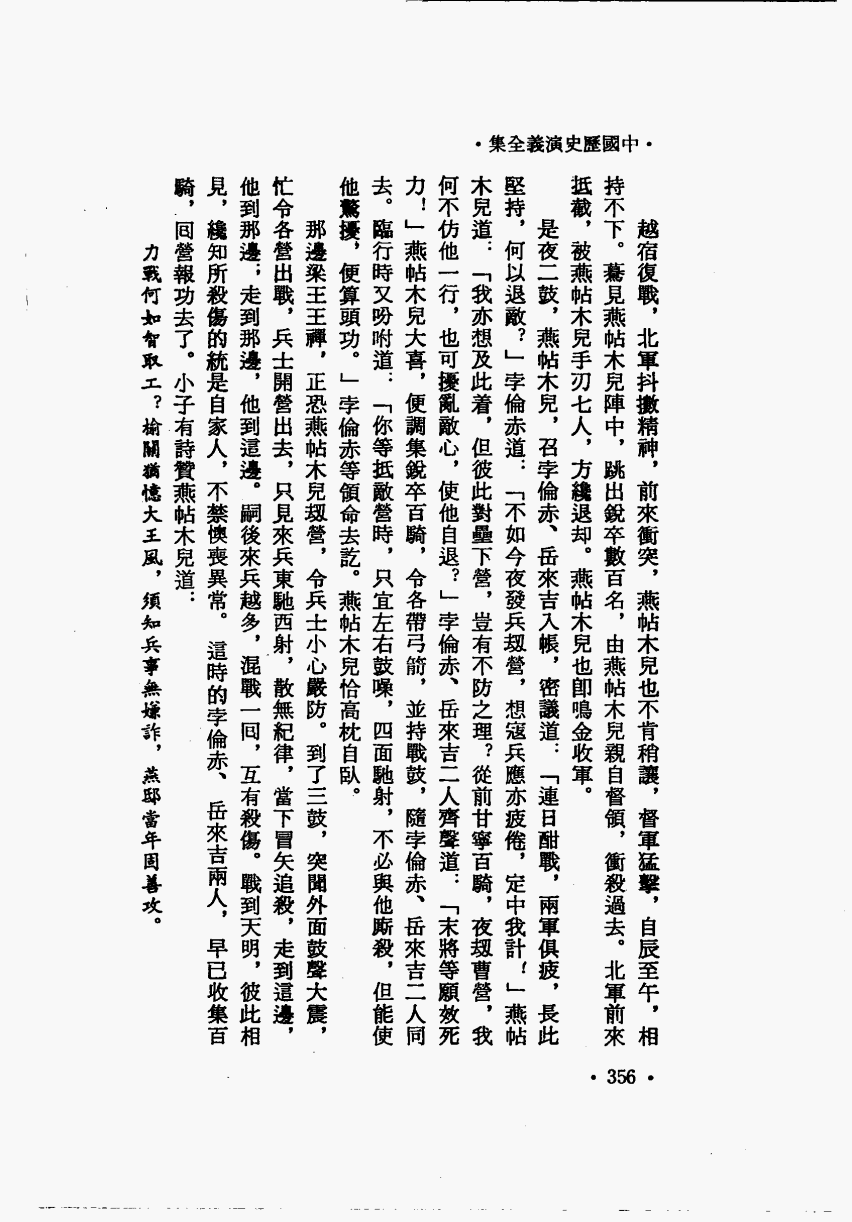 ·中國歷史演義全集·
越宿復戰，北軍抖擻精神，前來衝突，燕帖木兒也不肯稍讓，督軍猛擊，自辰至午，相
持不下。驀見燕帖木兒陣中，跳出銳卒數百名，由燕帖木兒親自督領，衝殺過去。北軍前來
抵截，被燕帖木兒手刃七人，方纔退却。燕帖木兒也卽鳴金收軍。
是夜二鼓，燕帖木兒，召孛倫赤、岳來吉入帳，密議道：「連日酣戰，兩軍俱疲，長此
堅持，何以退敵？」孛倫赤道：「不如今夜發兵刼營，想寇兵應亦疲倦，定中我計！」燕帖
木兒道：「我亦想及此着，但彼此對壘下營，豈有不防之理？從前甘寧百騎，夜刼曹營，我
何不仿他一行，也可擾亂敵心，使他自退？」孛倫赤、岳來吉二人齊聲道：「末將等願效死
力！」燕帖木兒大喜，便調集銳卒百騎，令各帶弓箭，並持戰鼓，隨孛倫赤、岳來吉二人同
去。臨行時又吩咐道：「你等抵敵營時，只宜左右鼓噪，四面馳射，不必與他廝殺，但能使
他驚擾，便算頭功。」孛倫赤等領命去訖。燕帖木兒恰高枕自臥。
那邊梁王王禪，正恐燕帖木兒刼營，令兵士小心嚴防。到了三鼓，突聞外面鼓聲大震，
忙令各營出戰，兵士開營出去，只見來兵東馳西射，散無紀律，當下冒矢追殺，走到這邊，
他到那邊；走到那邊，他到這邊。嗣後來兵越多，混戰一回，互有殺傷。戰到天明，彼此相
見，纔知所殺傷的統是自家人，不禁懊喪異常。這時的孛倫赤、岳來吉兩人，早已收集百
騎，回營報功去了。小子有詩贊燕帖木兒道：
力戰何如智取工？榆關猶憶大王風，須知兵事無嫌詐，燕邸當年固善攻。
·356·